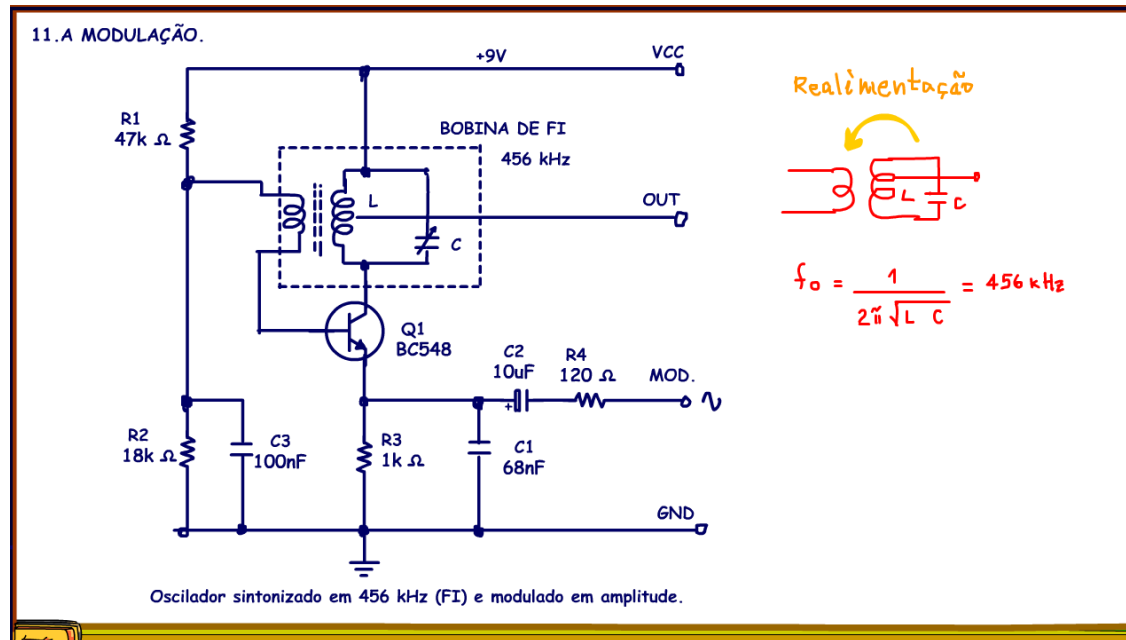 11.A MODULAÇÃO.
+9V
VCC
Realimentação
R1
47k Ω
BOBINA DE FI
456 kHz
L
OUT
C
L
C
fo = 1 / 2π√L C = 456 kHz
Q1
BC548
C2
10uF
+
R4
120 Ω
MOD.
R2
18k Ω
C3
100nF
R3
1k Ω
C1
68nF
GND
Oscilador sintonizado em 456 kHz (FI) e modulado em amplitude.